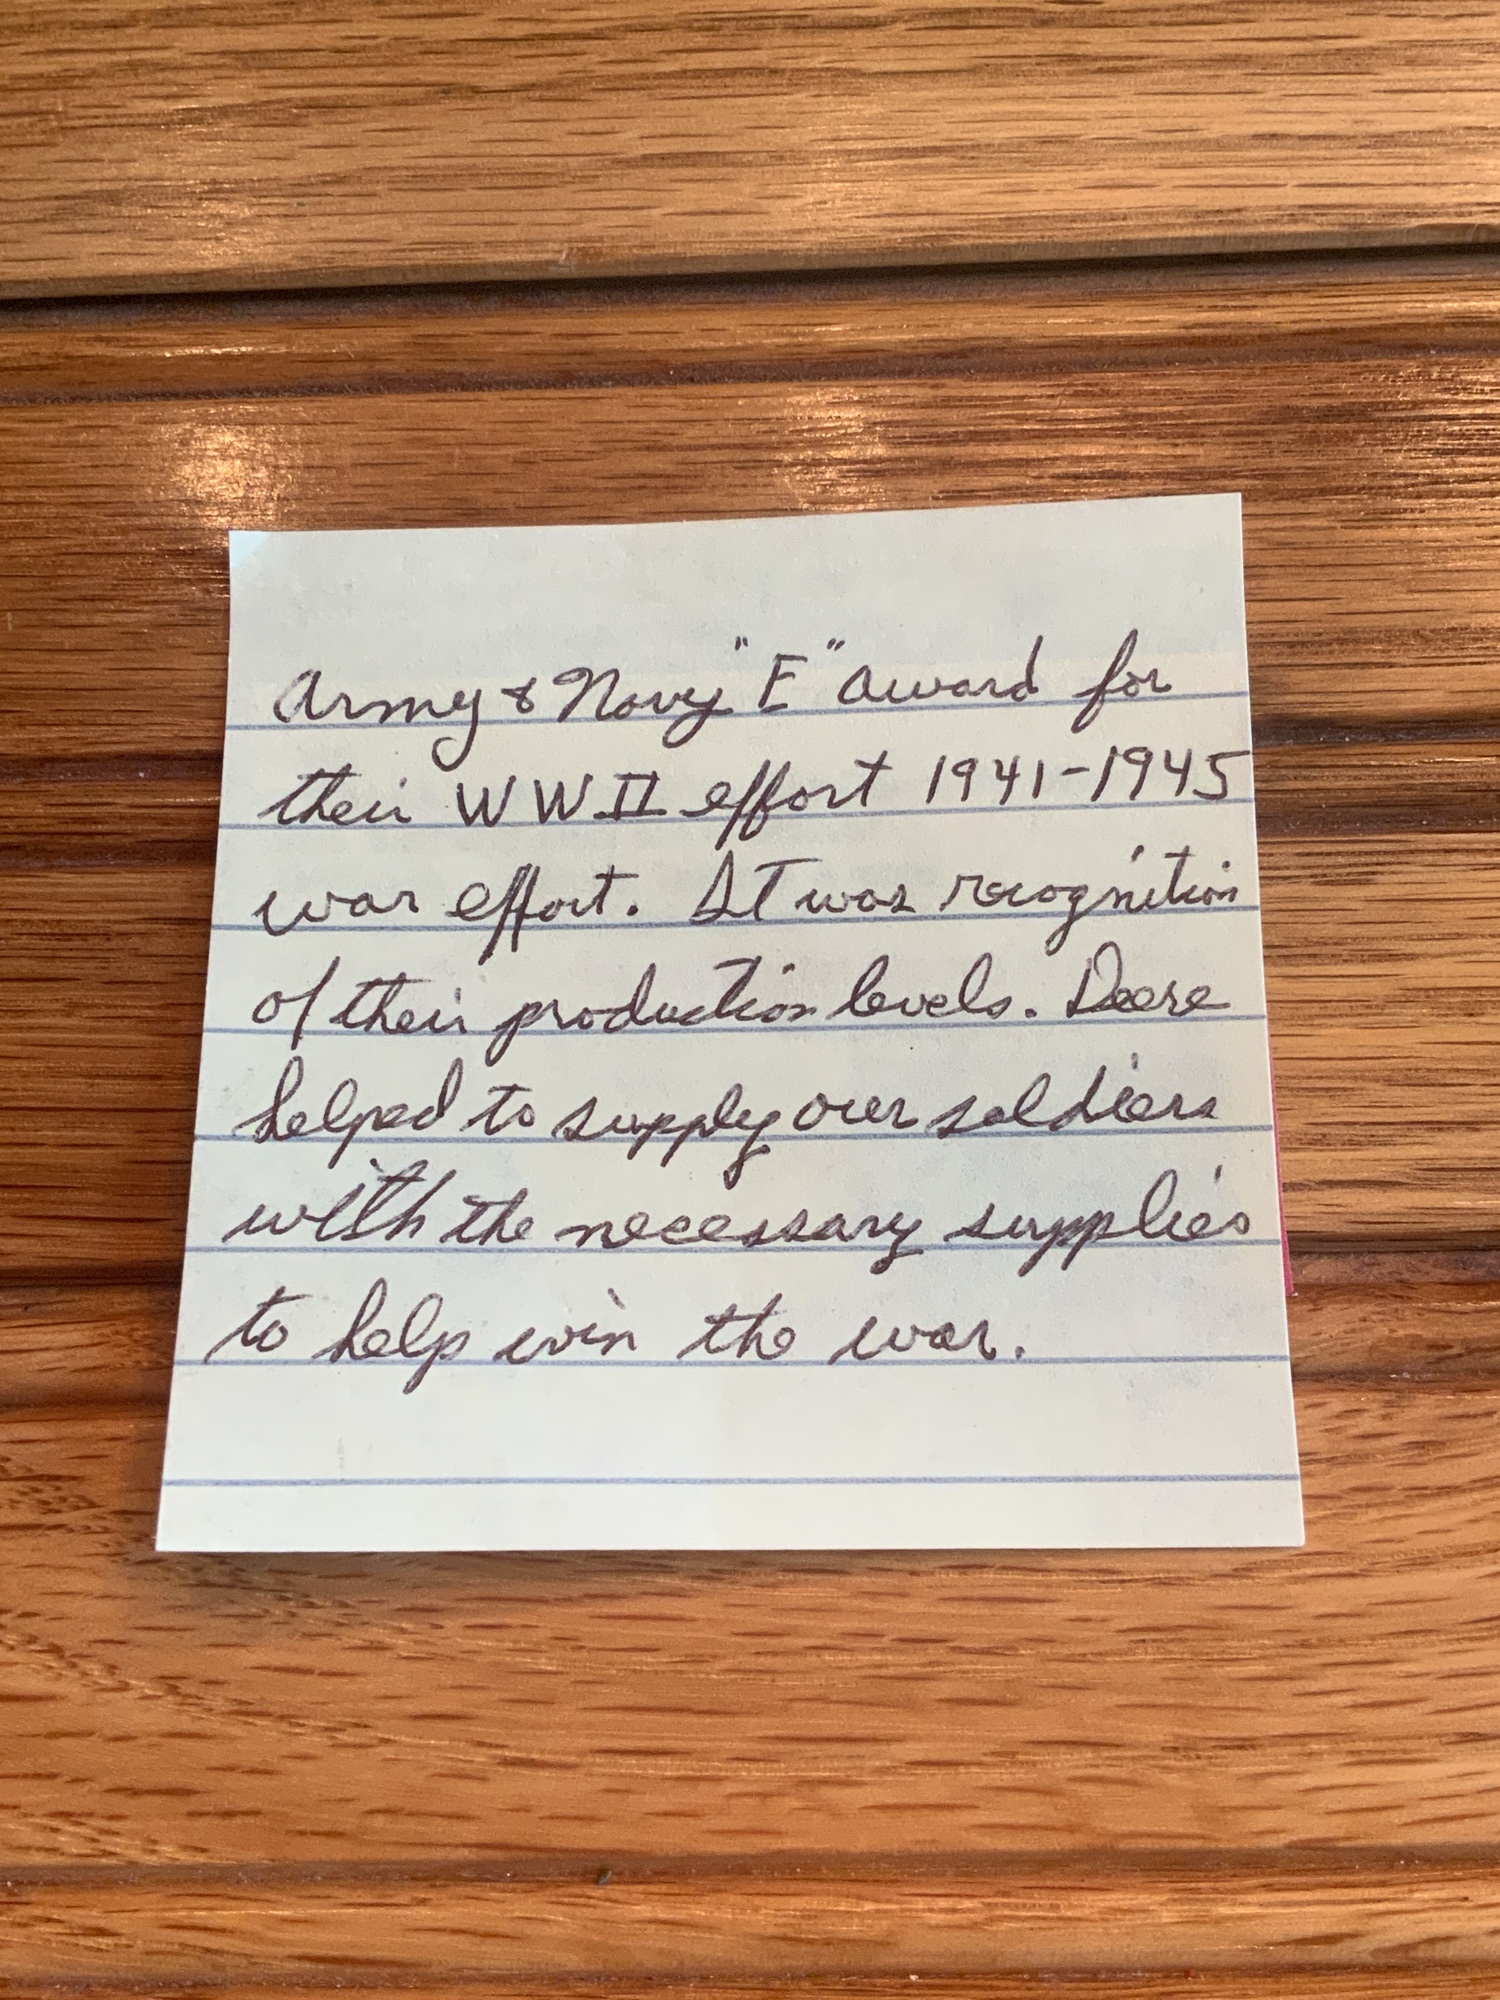 Army & Navy "E" award for
their WWII effort 1941-1945
war effort. It was recognition
of their production levels. Deere
helped to supply our soldiers
with the necessary supplies
to help win the war.